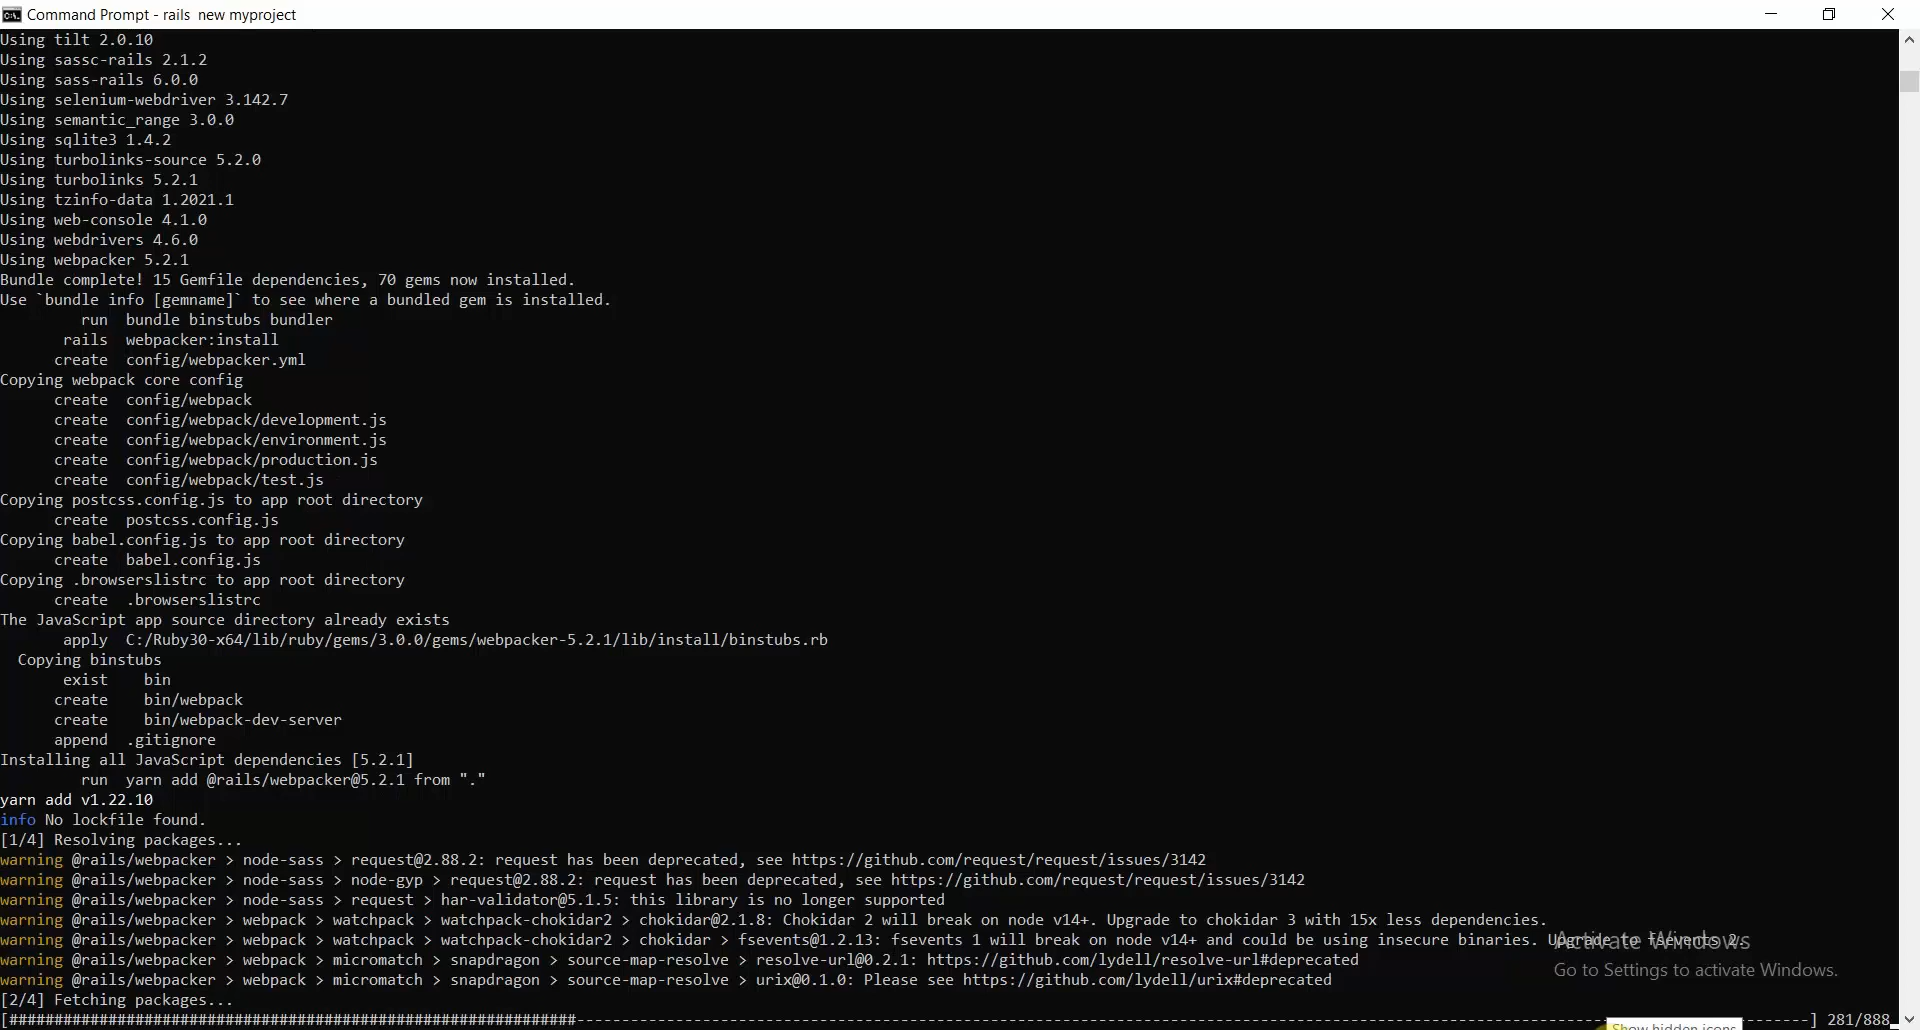 Command Prompt - rails  new myproject
Using tilt 2.0.10
Using sassc-rails 2.1.2
Using sass-rails 6.0.0
Using selenium-webdriver 3.142.7
Using semantic_range 3.0.0
Using sqlite3 1.4.2
Using turbolinks-source 5.2.0
Using turbolinks 5.2.1
Using tzinfo-data 1.2021.1
Using web-console 4.1.0
Using webdrivers 4.6.0
Using webpacker 5.2.1
Bundle complete! 15 Gemfile dependencies, 70 gems now installed.
Use `bundle info [gemname]` to see where a bundled gem is installed.
         run  bundle binstubs bundler
       rails  webpacker:install
      create  config/webpacker.yml
Copying webpack core config
      create  config/webpack
      create  config/webpack/development.js
      create  config/webpack/environment.js
      create  config/webpack/production.js
      create  config/webpack/test.js
Copying postcss.config.js to app root directory
      create  postcss.config.js
Copying babel.config.js to app root directory
      create  babel.config.js
Copying .browserslistrc to app root directory
      create  .browserslistrc
The JavaScript app source directory already exists
       apply  C:/Ruby30-x64/lib/ruby/gems/3.0.0/gems/webpacker-5.2.1/lib/install/binstubs.rb
  Copying binstubs
       exist    bin
      create    bin/webpack
      create    bin/webpack-dev-server
      append  .gitignore
Installing all JavaScript dependencies [5.2.1]
         run  yarn add @rails/webpacker@5.2.1 from "."
yarn add v1.22.10
info No lockfile found.
[1/4] Resolving packages...
warning @rails/webpacker > node-sass > request@2.88.2: request has been deprecated, see https://github.com/request/request/issues/3142
warning @rails/webpacker > node-sass > node-gyp > request@2.88.2: request has been deprecated, see https://github.com/request/request/issues/3142
warning @rails/webpacker > node-sass > request > har-validator@5.1.5: this library is no longer supported
warning @rails/webpacker > webpack > watchpack > watchpack-chokidar2 > chokidar@2.1.8: Chokidar 2 will break on node v14+. Upgrade to chokidar 3 with 15x less dependencies.
warning @rails/webpacker > webpack > watchpack > watchpack-chokidar2 > chokidar > fsevents@1.2.13: fsevents 1 will break on node v14+ and could be using insecure binaries. Upgrade to fsevents 2.
Activate Windows
warning @rails/webpacker > webpack > micromatch > snapdragon > source-map-resolve > resolve-url@0.2.1: https://github.com/lydell/resolve-url#deprecated
Go to Settings to activate Windows.
warning @rails/webpacker > webpack > micromatch > snapdragon > source-map-resolve > urix@0.1.0: Please see https://github.com/lydell/urix#deprecated
[2/4] Fetching packages...
281/888
Show hidden icons